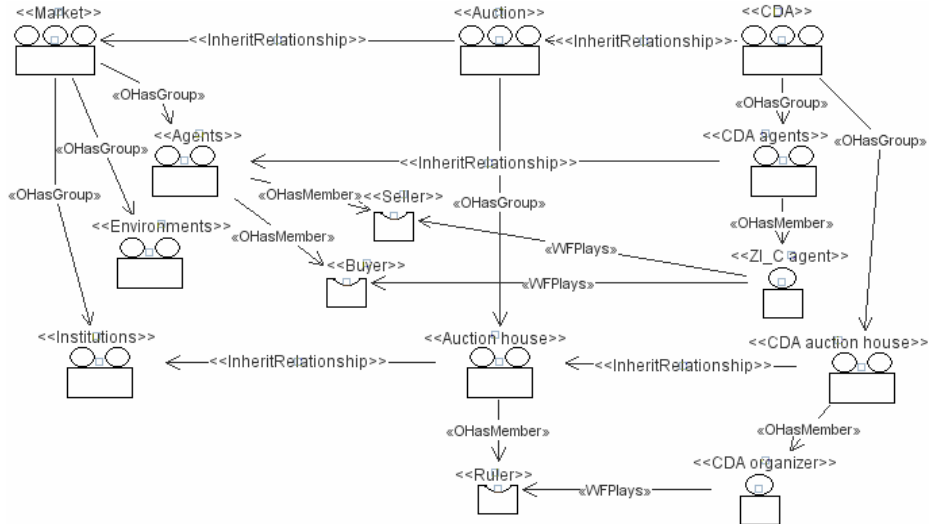 <<Market>> <<Auction>> <<CDA>>
<<InheritRelationship>> <<InheritRelationship>>
«OHasGroup» «OHasGroup»
<<Agents>> <<CDA agents>>
«OHasGroup» «OHasGroup»
<<InheritRelationship>>
«OHasGroup» «OHasMember» <<Seller>>
«OHasGroup»
<<Environments>> «OHasMember» «OHasMember»
«WFPlays» <<ZI_C agent>>
<<Buyer>>
«WFPlays»
<<Institutions>> <<Auction house>> <<CDA auction house>>
<<InheritRelationship>> <<InheritRelationship>>
«OHasMember» «OHasMember»
<<Ruler>> <<CDA organizer>>
«WFPlays»